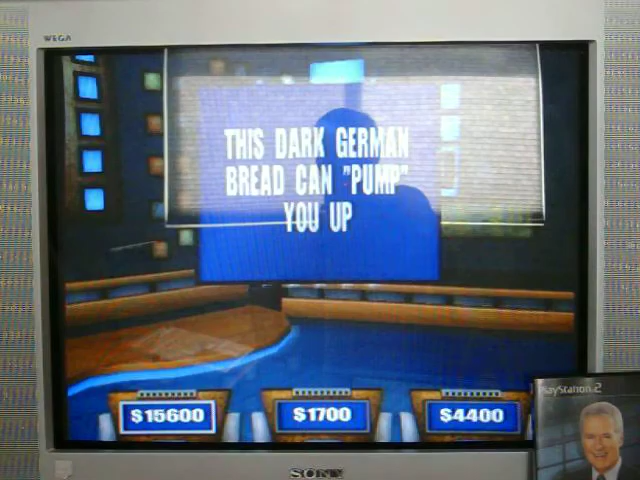 WEGA
THIS DARK GERMAN
BREAD CAN "PUMP"
YOU UP
$15600
$1700
$4400
PlayStation 2
SONY